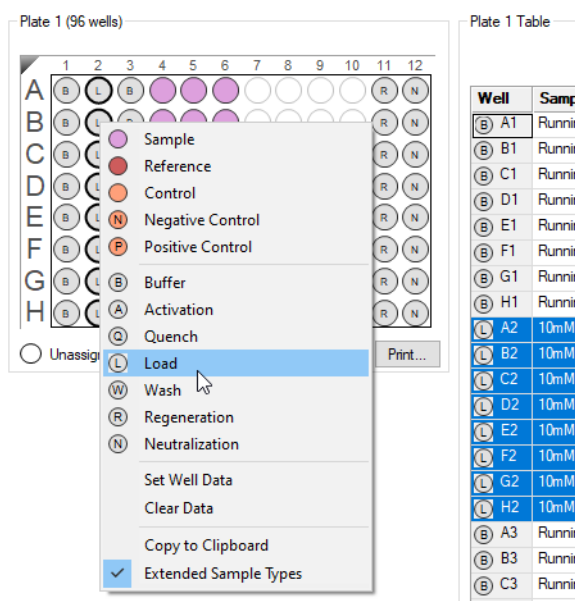 Plate 1 (96 wells)
1 2 3 4 5 6 7 8 9 10 11 12
A B L B R N
B B R N
C B R N
D B R N
E B R N
F B R N
G B R N
H B R N
Sample
Reference
Control
N Negative Control
P Positive Control
B Buffer
A Activation
Q Quench
L Load
W Wash
R Regeneration
N Neutralization
Set Well Data
Clear Data
Copy to Clipboard
Extended Sample Types
Unassig
Print...
Plate 1 Table
Well Samp
B A1 Runnin
B B1 Runnin
B C1 Runnin
B D1 Runnin
B E1 Runnin
B F1 Runnin
B G1 Runnin
B H1 Runnin
L A2 10mM
L B2 10mM
L C2 10mM
L D2 10mM
L E2 10mM
L F2 10mM
L G2 10mM
L H2 10mM
B A3 Runnin
B B3 Runnin
B C3 Runnin